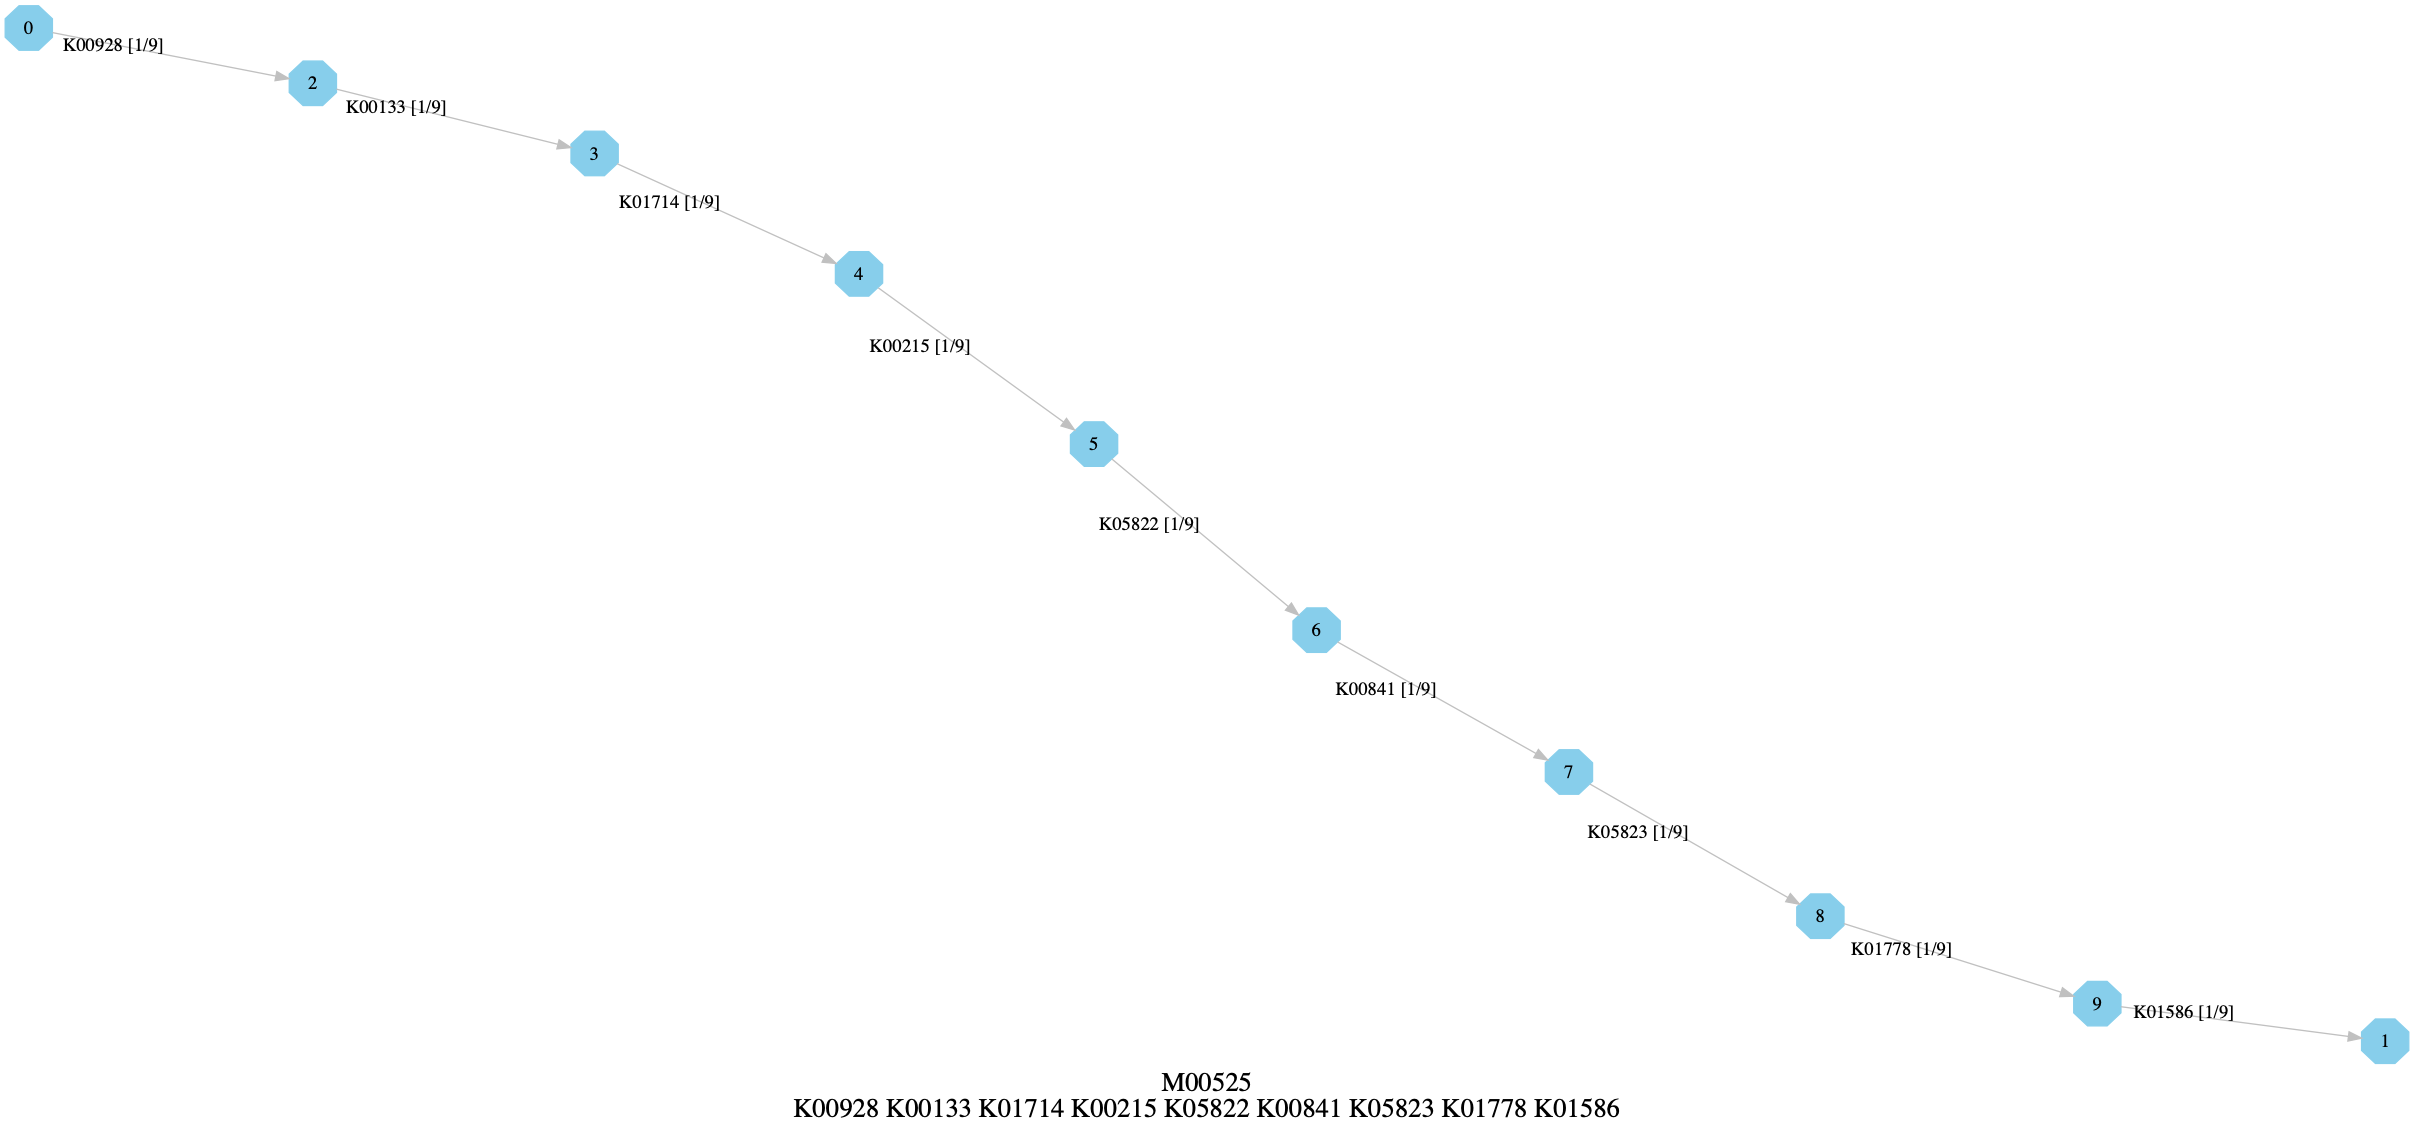 0
K00928 [1/9]
2
K00133 [1/9]
3
K01714 [1/9]
4
K00215 [1/9]
5
K05822 [1/9]
6
K00841 [1/9]
7
K05823 [1/9]
8
K01778 [1/9]
9
K01586 [1/9]
1
M00525
K00928 K00133 K01714 K00215 K05822 K00841 K05823 K01778 K01586